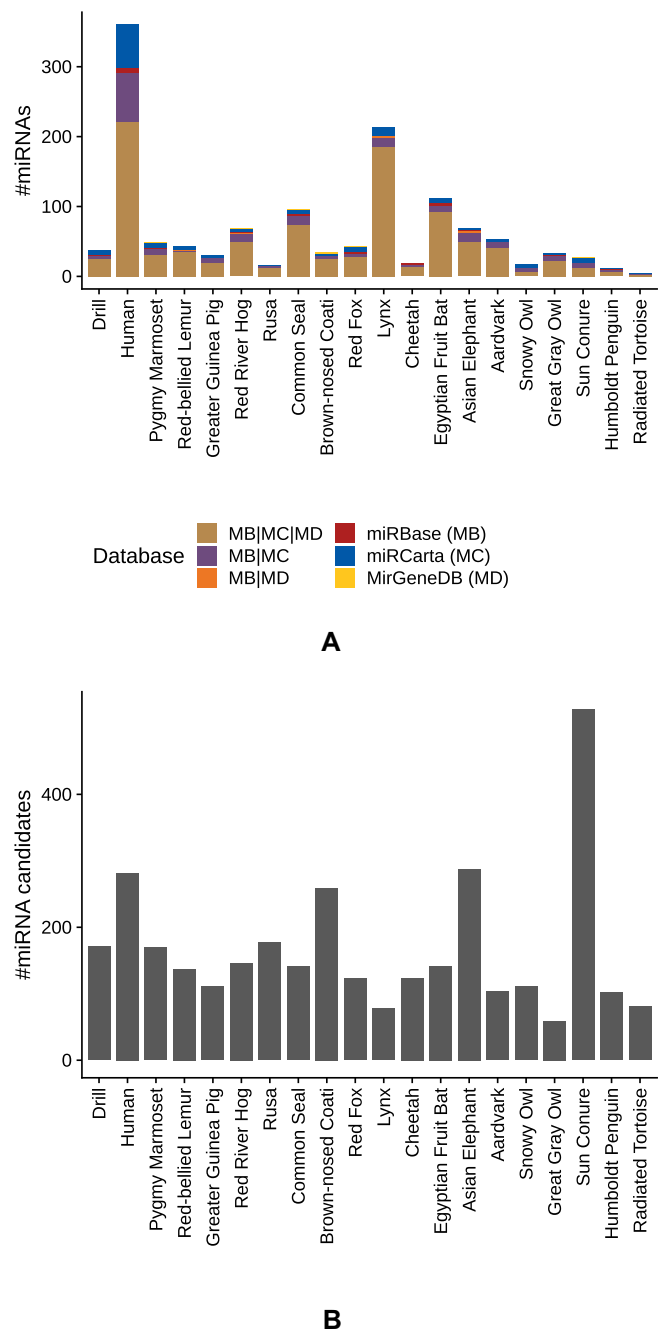 #miRNAs
300
200
100
0
Drill
Human
Pygmy Marmoset
Red-bellied Lemur
Greater Guinea Pig
Red River Hog
Rusa
Common Seal
Brown-nosed Coati
Red Fox
Lynx
Cheetah
Egyptian Fruit Bat
Asian Elephant
Aardvark
Snowy Owl
Great Gray Owl
Sun Conure
Humboldt Penguin
Radiated Tortoise
Database
MB|MC|MD
MB|MC
MB|MD
miRBase (MB)
miRCarta (MC)
MirGeneDB (MD)
A
#miRNA candidates
400
200
0
Drill
Human
Pygmy Marmoset
Red-bellied Lemur
Greater Guinea Pig
Red River Hog
Rusa
Common Seal
Brown-nosed Coati
Red Fox
Lynx
Cheetah
Egyptian Fruit Bat
Asian Elephant
Aardvark
Snowy Owl
Great Gray Owl
Sun Conure
Humboldt Penguin
Radiated Tortoise
B